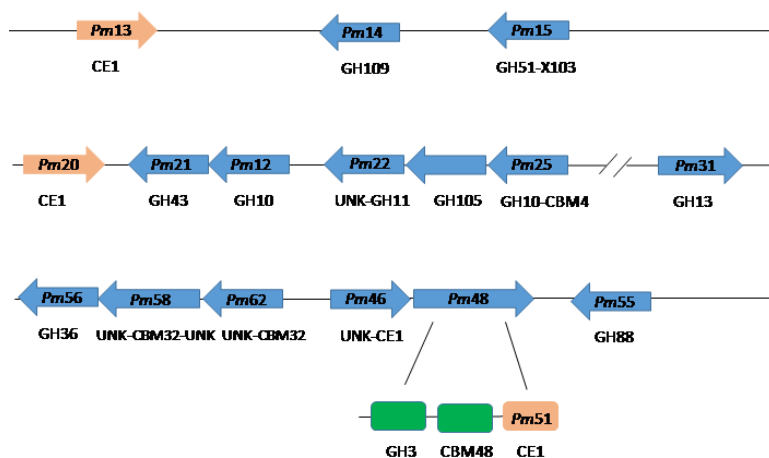 Pm13 Pm14 Pm15
CE1 GH109 GH51-X103
Pm20 Pm21 Pm12 Pm22 Pm25 Pm31
CE1 GH43 GH10 UNK-GH11 GH105 GH10-CBM4 GH13
Pm56 Pm58 Pm62 Pm46 Pm48 Pm55
GH36 UNK-CBM32-UNK UNK-CBM32 UNK-CE1 GH88
Pm51
GH3 CBM48 CE1